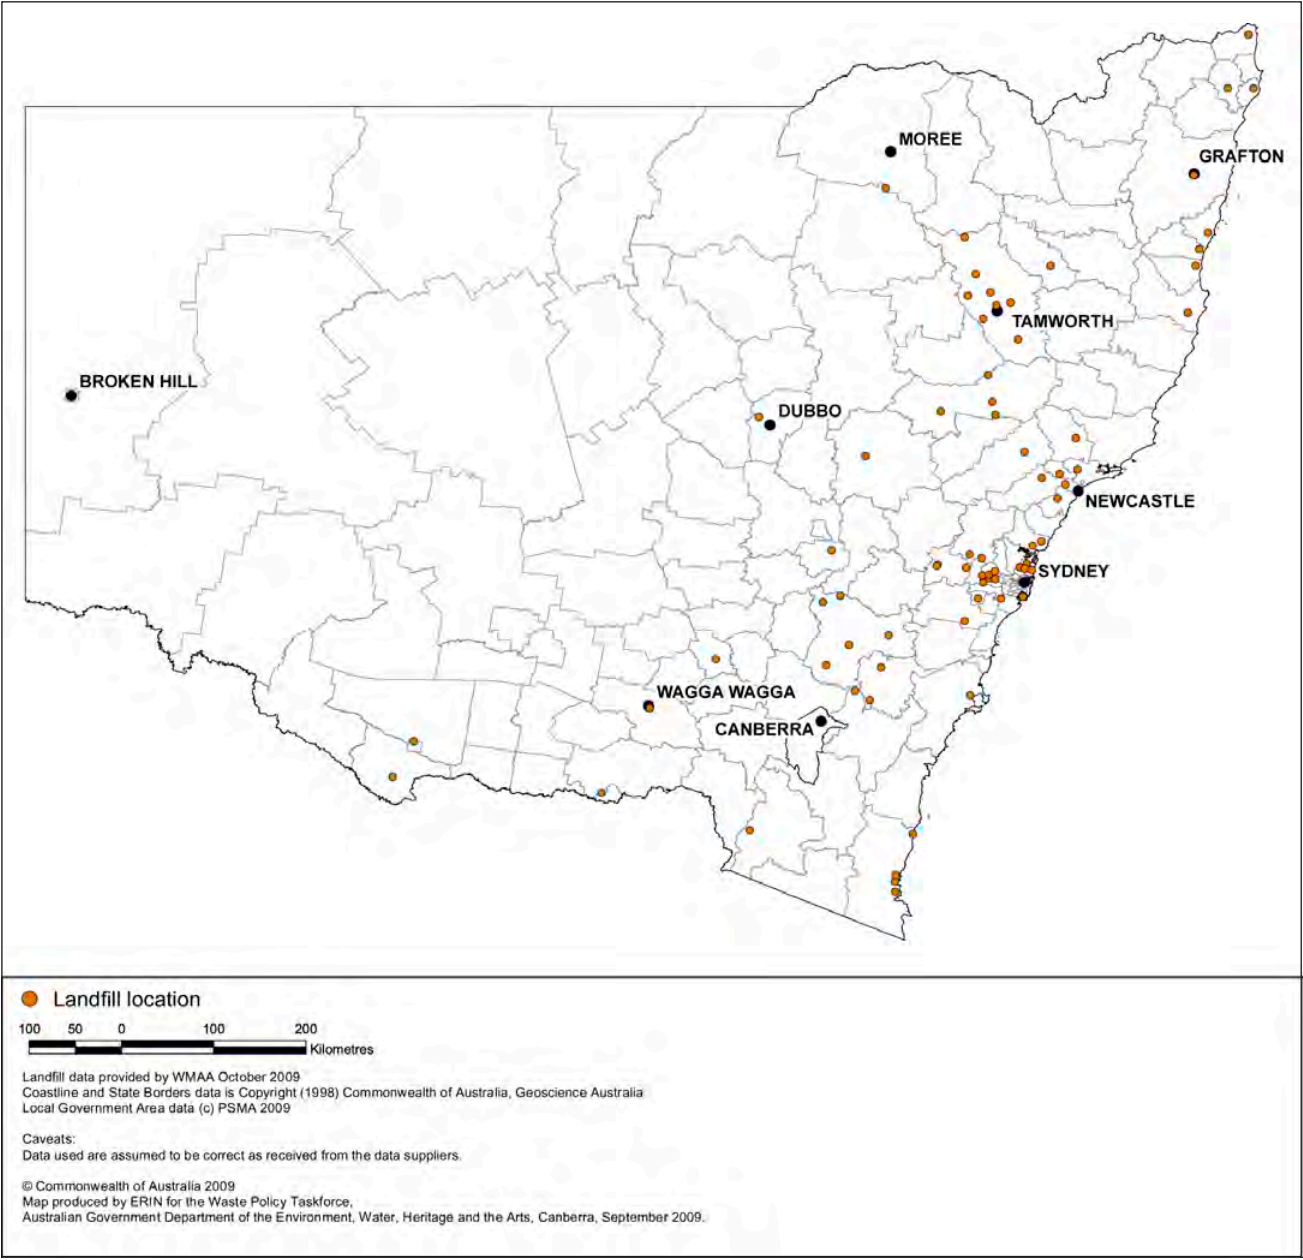 MOREE
GRAFTON
TAMWORTH
BROKEN HILL
DUBBO
NEWCASTLE
SYDNEY
WAGGA WAGGA
CANBERRA
Landfill location
100 50 0 100 200
Kilometres
Landfill data provided by WMAA October 2009
Coastline and State Borders data is Copyright (1998) Commonwealth of Australia, Geoscience Australia
Local Government Area data (c) PSMA 2009
Caveats:
Data used are assumed to be correct as received from the data suppliers.
© Commonwealth of Australia 2009
Map produced by ERIN for the Waste Policy Taskforce,
Australian Government Department of the Environment, Water, Heritage and the Arts, Canberra, September 2009.